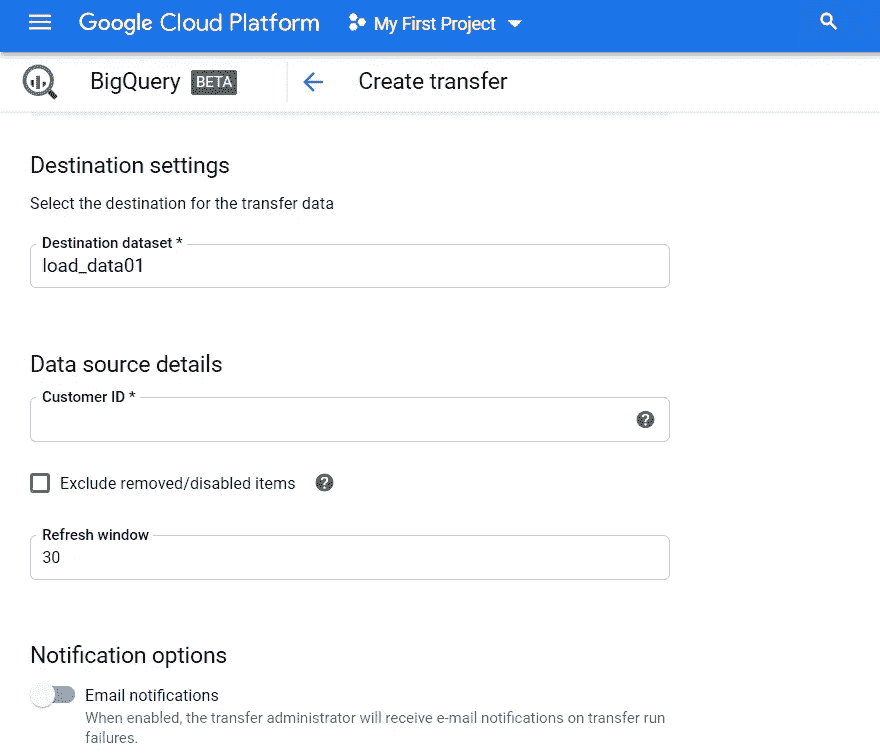 Google Cloud Platform My First Project
BigQuery BETA Create transfer
Destination settings
Select the destination for the transfer data
Destination dataset *
load_data01
Data source details
Customer ID *
?
Exclude removed/disabled items ?
Refresh window
30
Notification options
Email notifications
When enabled, the transfer administrator will receive e-mail notifications on transfer run
failures.